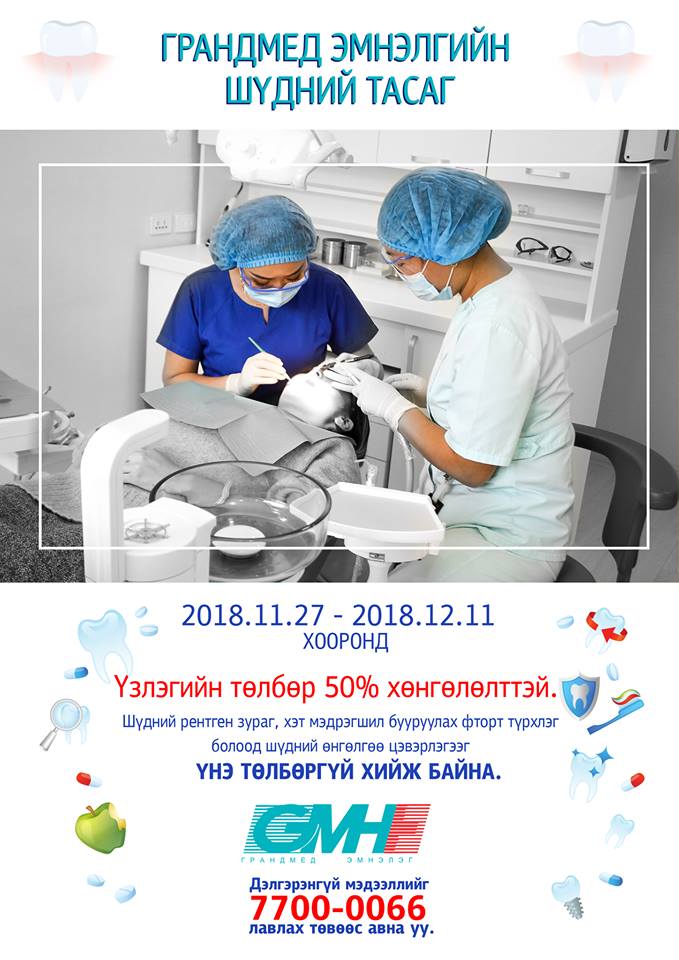 ГРАНДМЕД ЭМНЭЛГИЙН
ШҮДНИЙ ТАСАГ
2018.11.27 - 2018.12.11
ХООРОНД
Үзлэгийн төлбөр 50% хөнгөлөлттэй.
Шүдний рентген зураг, хэт мэдрэгшил бууруулах фторт түрхлэг
болоод шүдний өнгөлгөө цэвэрлэгээг
ҮНЭ ТӨЛБӨРГҮЙ ХИЙЖ БАЙНА.
GMH
ГРАНДМЕД ЭМНЭЛЭГ
Дэлгэрэнгүй мэдээллийг
7700-0066
лавлах төвөөс авна уу.